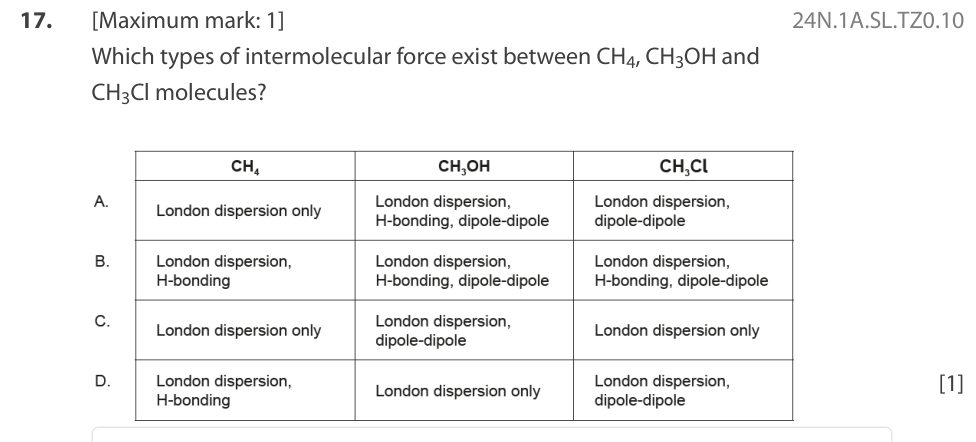 17. [Maximum mark: 1] 24N.1A.SL.TZ0.10
Which types of intermolecular force exist between CH₄, CH₃OH and
CH₃Cl molecules?
CH₄ CH₃OH CH₃Cl
A. London dispersion only London dispersion, H-bonding, dipole-dipole London dispersion, dipole-dipole
B. London dispersion, H-bonding London dispersion, H-bonding, dipole-dipole London dispersion, H-bonding, dipole-dipole
C. London dispersion only London dispersion, dipole-dipole London dispersion only
D. London dispersion, H-bonding London dispersion only London dispersion, dipole-dipole
[1]